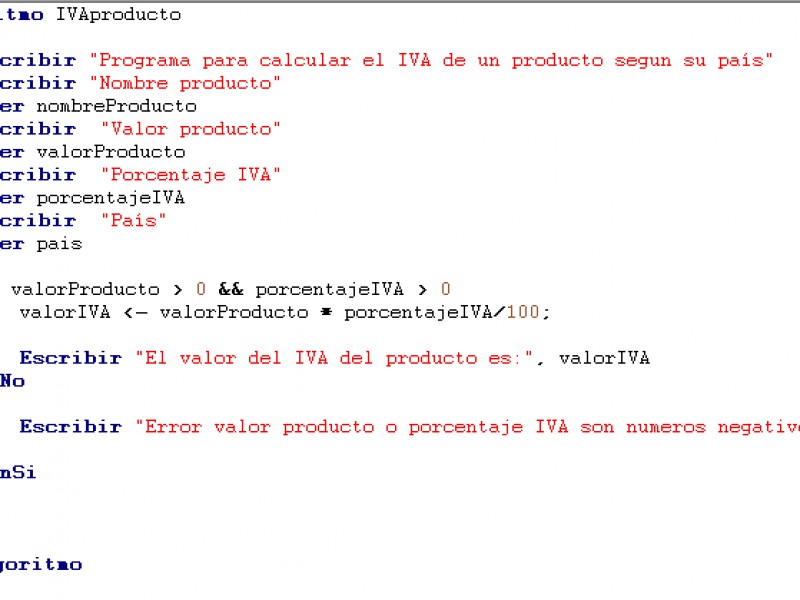 itmo IVAproducto
cribir "Programa para calcular el IVA de un producto segun su país"
cribir "Nombre producto"
er nombreProducto
cribir "Valor producto"
er valorProducto
cribir "Porcentaje IVA"
er porcentajeIVA
cribir "País"
er pais
valorProducto > 0 && porcentajeIVA > 0
valorIVA <- valorProducto * porcentajeIVA/100;
Escribir "El valor del IVA del producto es:", valorIVA
No
Escribir "Error valor producto o porcentaje IVA son numeros negativo
nSi
goritmo